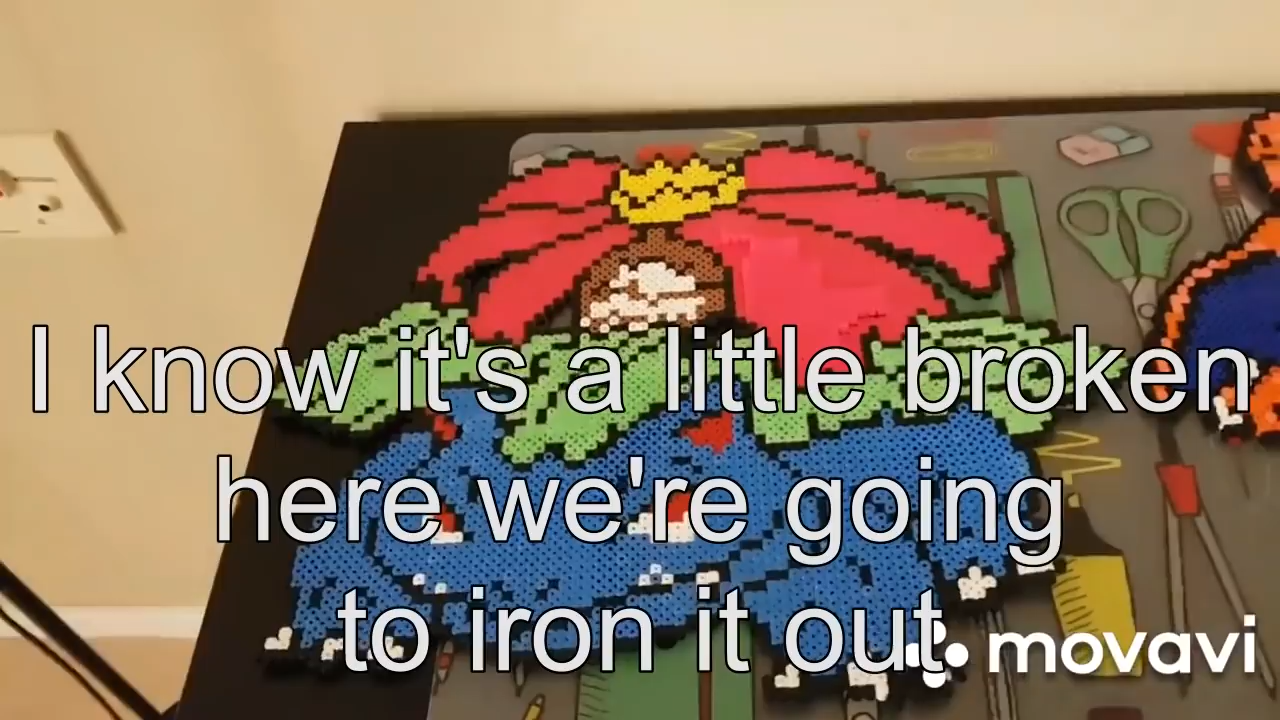 I know it's a little broken
here we're going
to iron it out
movavi